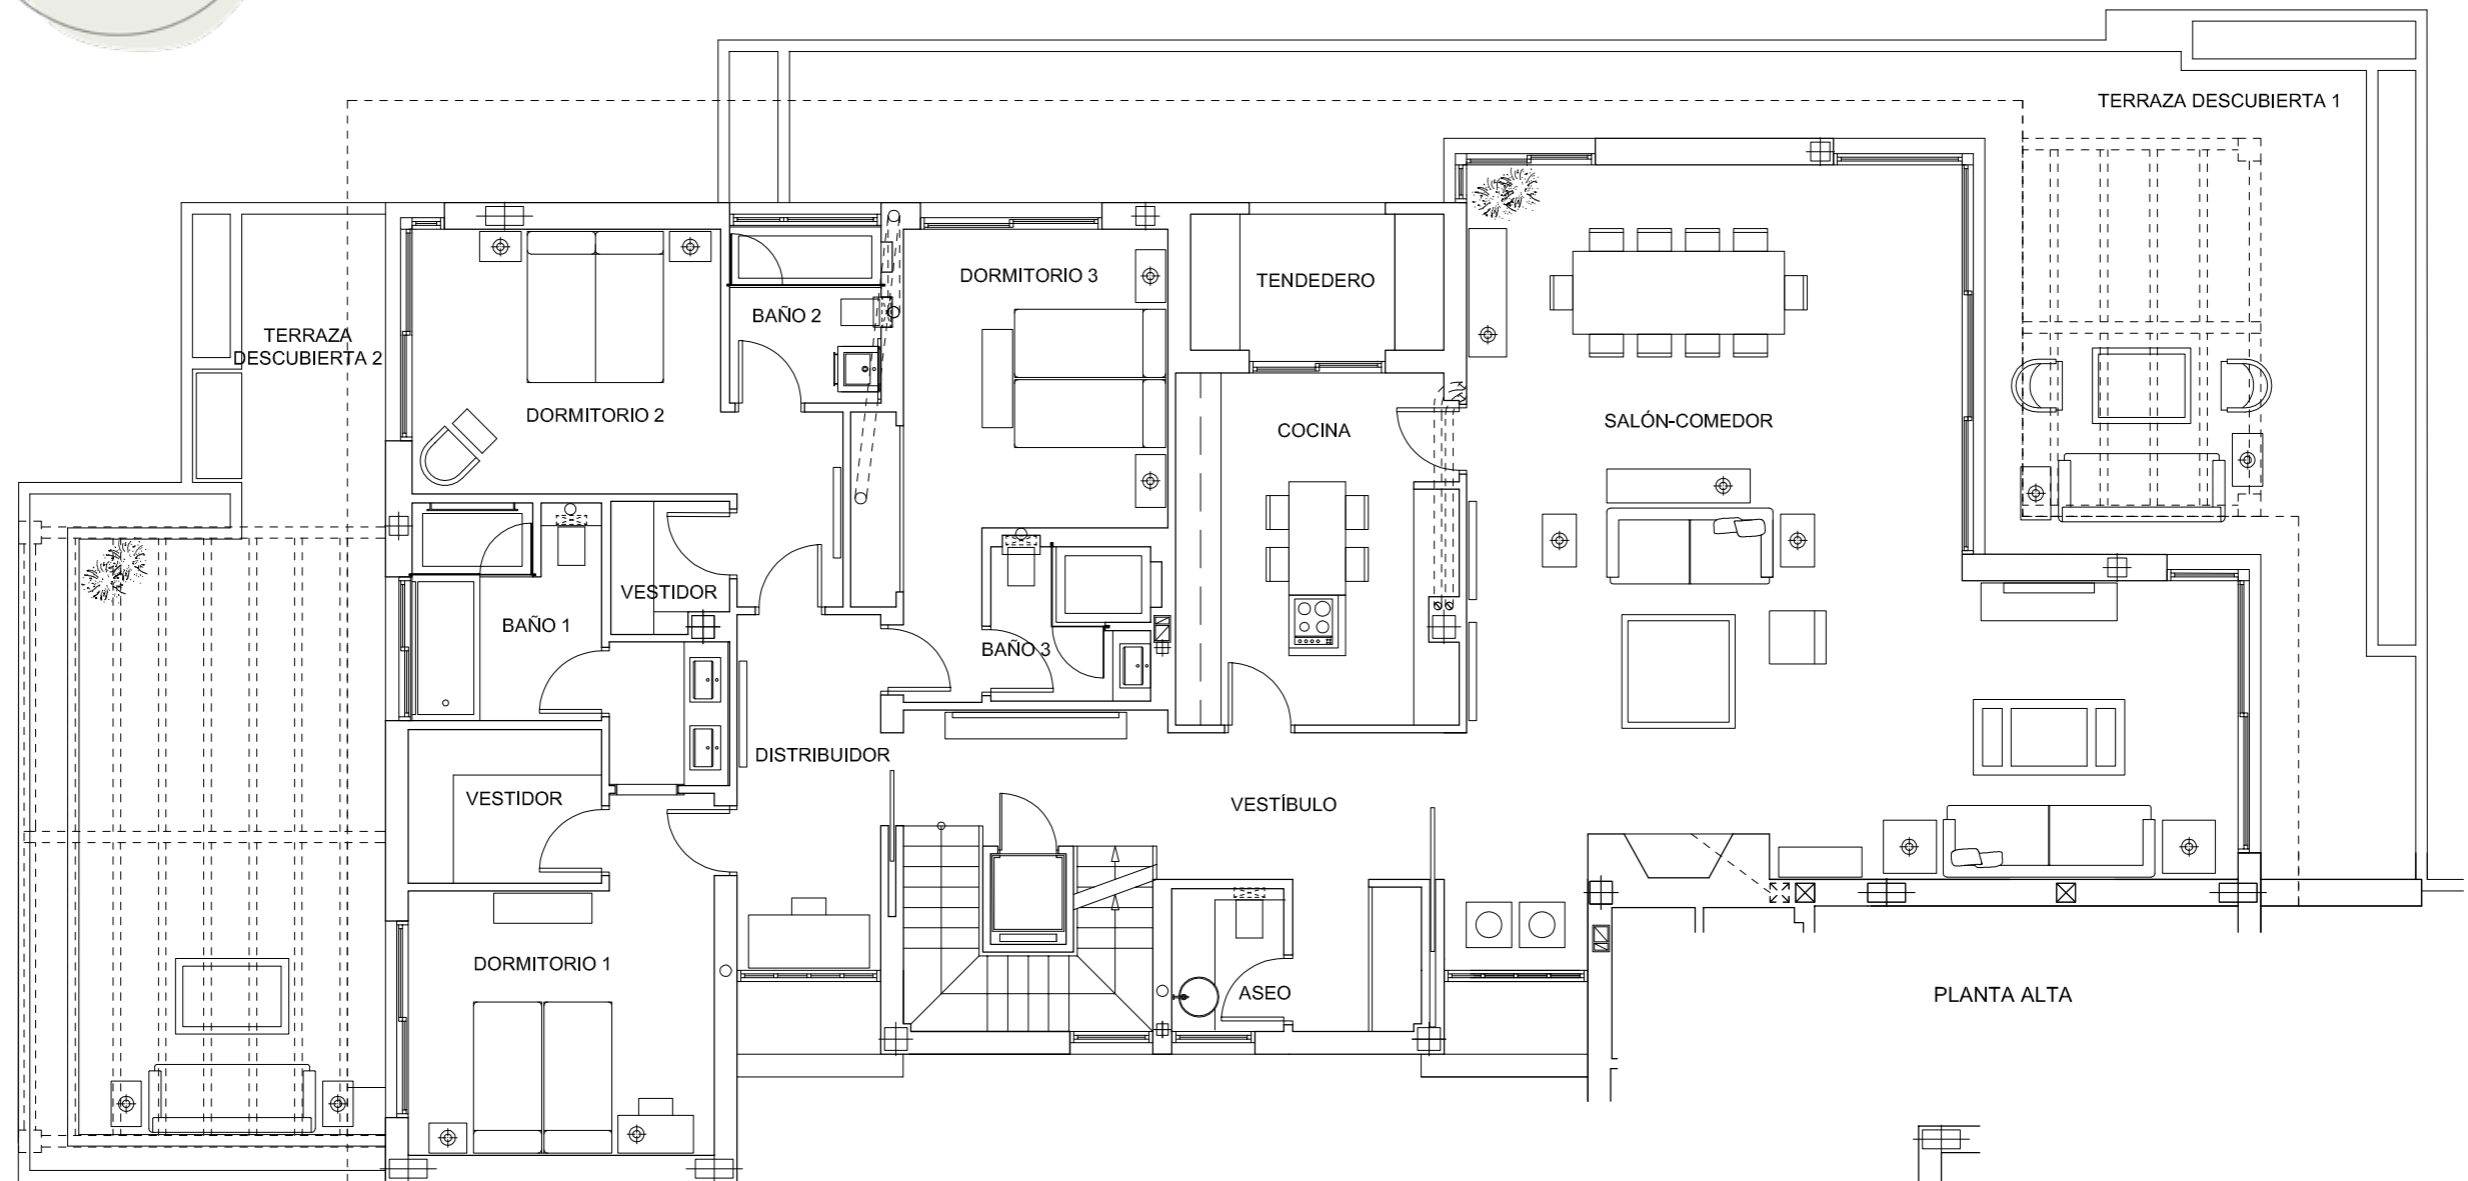 TERRAZA DESCUBIERTA 1
DORMITORIO 3
TENDEDERO
BAÑO 2
TERRAZA
DESCUBIERTA 2
DORMITORIO 2
COCINA
SALÓN-COMEDOR
VESTIDOR
BAÑO 1
BAÑO 3
DISTRIBUIDOR
VESTIDOR
VESTÍBULO
DORMITORIO 1
ASEO
PLANTA ALTA